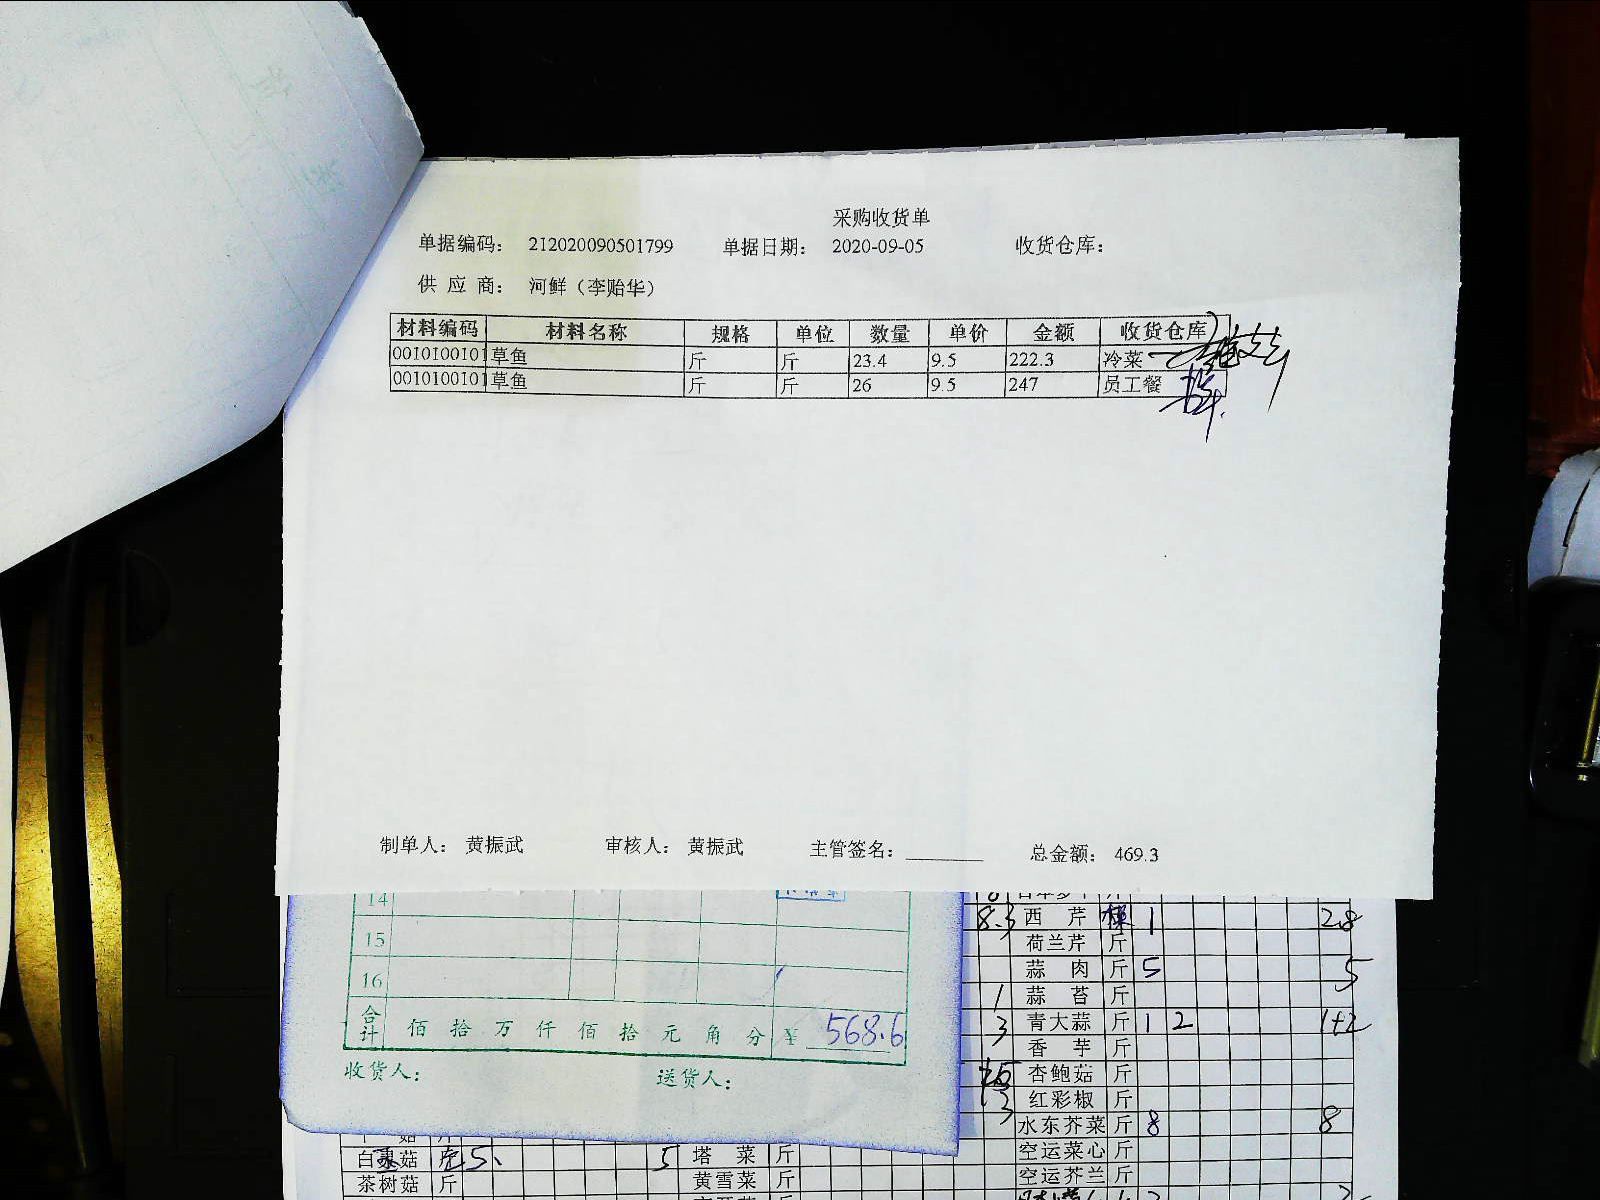 采购收货单
单据编码： 212020090501799 单据日期： 2020-09-05 收货仓库：
供 应 商： 河鲜（李贻华）
材料编码 材料名称 规格 单位 数量 单价 金额 收货仓库
0010100101 草鱼 斤 斤 23.4 9.5 222.3 冷菜
0010100101 草鱼 斤 斤 26 9.5 247 员工餐
制单人： 黄振武 审核人： 黄振武 主管签名： 总金额： 469.3
14
15
16
合计 佰 拾 万 仟 佰 拾 元 角 分 ￥ 568.6
收货人： 送货人：
8.3 西 芹 1 28
荷兰芹 斤
蒜 肉 斤 5 5
1 蒜 苔 斤
3 青大蒜 斤 1 2 1+2
香 芋 斤
杏鲍菇 斤
3 红彩椒 斤
水东芥菜 斤 8 8
白灵菇 5 5 塔 菜 斤 空运菜心 斤
茶树菇 斤 黄雪菜 斤 空运芥兰 斤